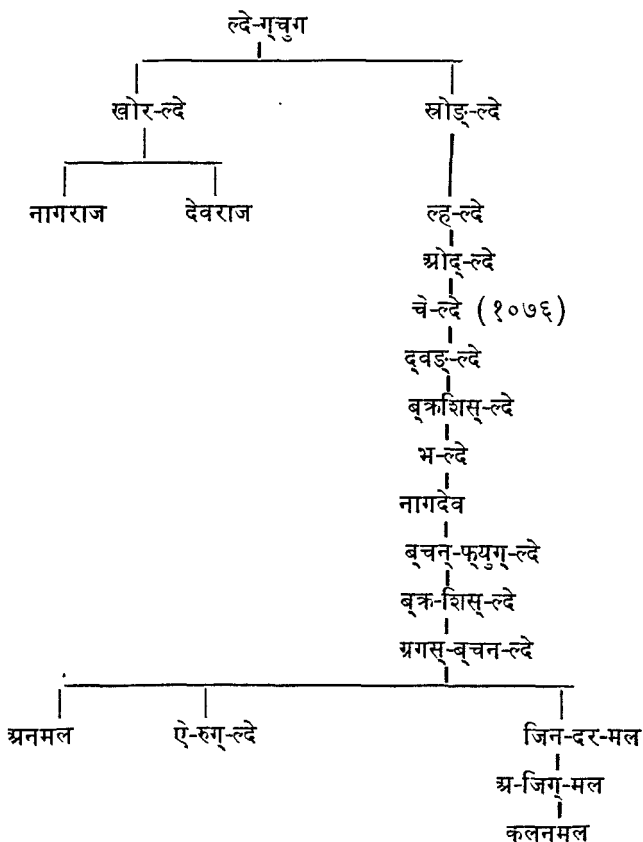 ल्दे-ग्चुग
खोर-ल्दे स्रोङ्-ल्दे
नागराज देवराज ल्ह-ल्दे
ओद्-ल्दे
चे-ल्दे (१०७६)
द्वङ्-ल्दे
ब्क्रशिस्-ल्दे
भ-ल्दे
नागदेव
ब्चन्-फ्युग्-ल्दे
ब्क्र-शिस्-ल्दे
ग्रगस्-ब्चन-ल्दे
अनमल ऐ-रुग्-ल्दे जिन-दर-मल
अ-जिग्-मल
कलनमल